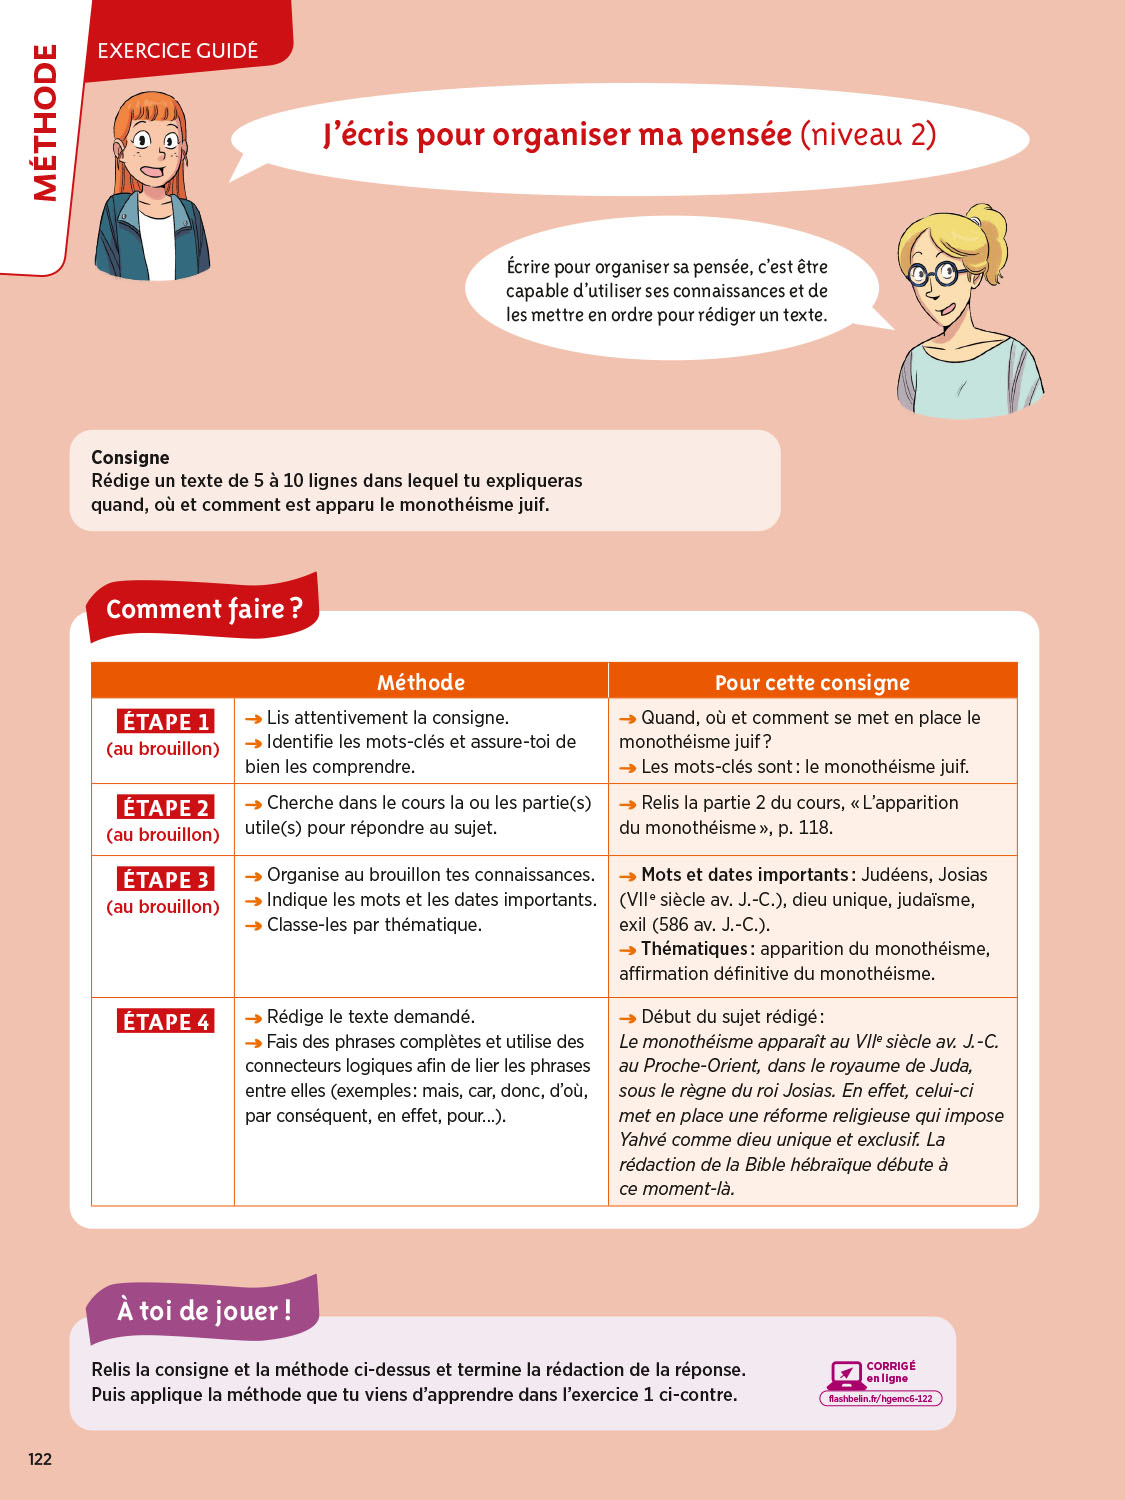 MÉTHODE
EXERCICE GUIDÉ
J’écris pour organiser ma pensée (niveau 2)
Écrire pour organiser sa pensée, c’est être
capable d’utiliser ses connaissances et de
les mettre en ordre pour rédiger un texte.
Consigne
Rédige un texte de 5 à 10 lignes dans lequel tu expliqueras
quand, où et comment est apparu le monothéisme juif.
Comment faire ?
Méthode
Pour cette consigne
ÉTAPE 1
(au brouillon)
➞ Lis attentivement la consigne.
➞ Identifie les mots-clés et assure-toi de
bien les comprendre.
➞ Quand, où et comment se met en place le
monothéisme juif ?
➞ Les mots-clés sont : le monothéisme juif.
ÉTAPE 2
(au brouillon)
➞ Cherche dans le cours la ou les partie(s)
utile(s) pour répondre au sujet.
➞ Relis la partie 2 du cours, « L’apparition
du monothéisme », p. 118.
ÉTAPE 3
(au brouillon)
➞ Organise au brouillon tes connaissances.
➞ Indique les mots et les dates importants.
➞ Classe-les par thématique.
➞ Mots et dates importants : Judéens, Josias
(VIIe siècle av. J.-C.), dieu unique, judaïsme,
exil (586 av. J.-C.).
➞ Thématiques : apparition du monothéisme,
affirmation définitive du monothéisme.
ÉTAPE 4
➞ Rédige le texte demandé.
➞ Fais des phrases complètes et utilise des
connecteurs logiques afin de lier les phrases
entre elles (exemples : mais, car, donc, d’où,
par conséquent, en effet, pour...).
➞ Début du sujet rédigé :
Le monothéisme apparaît au VIIe siècle av. J.-C.
au Proche-Orient, dans le royaume de Juda,
sous le règne du roi Josias. En effet, celui-ci
met en place une réforme religieuse qui impose
Yahvé comme dieu unique et exclusif. La
rédaction de la Bible hébraïque débute à
ce moment-là.
À toi de jouer !
Relis la consigne et la méthode ci-dessus et termine la rédaction de la réponse.
Puis applique la méthode que tu viens d’apprendre dans l’exercice 1 ci-contre.
CORRIGÉ
en ligne
flashbelin.fr/hgemc6-122
122